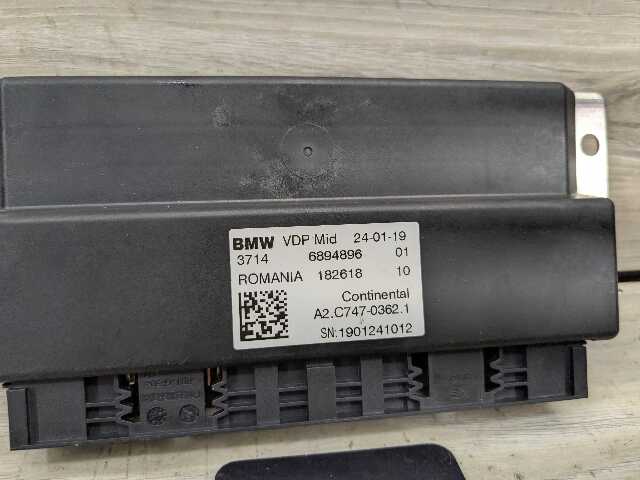 BMW VDP Mid 24-01-19
3714 6894896 01
ROMANIA 182618 10
Continental
A2.C747-0362.1
SN:1901241012